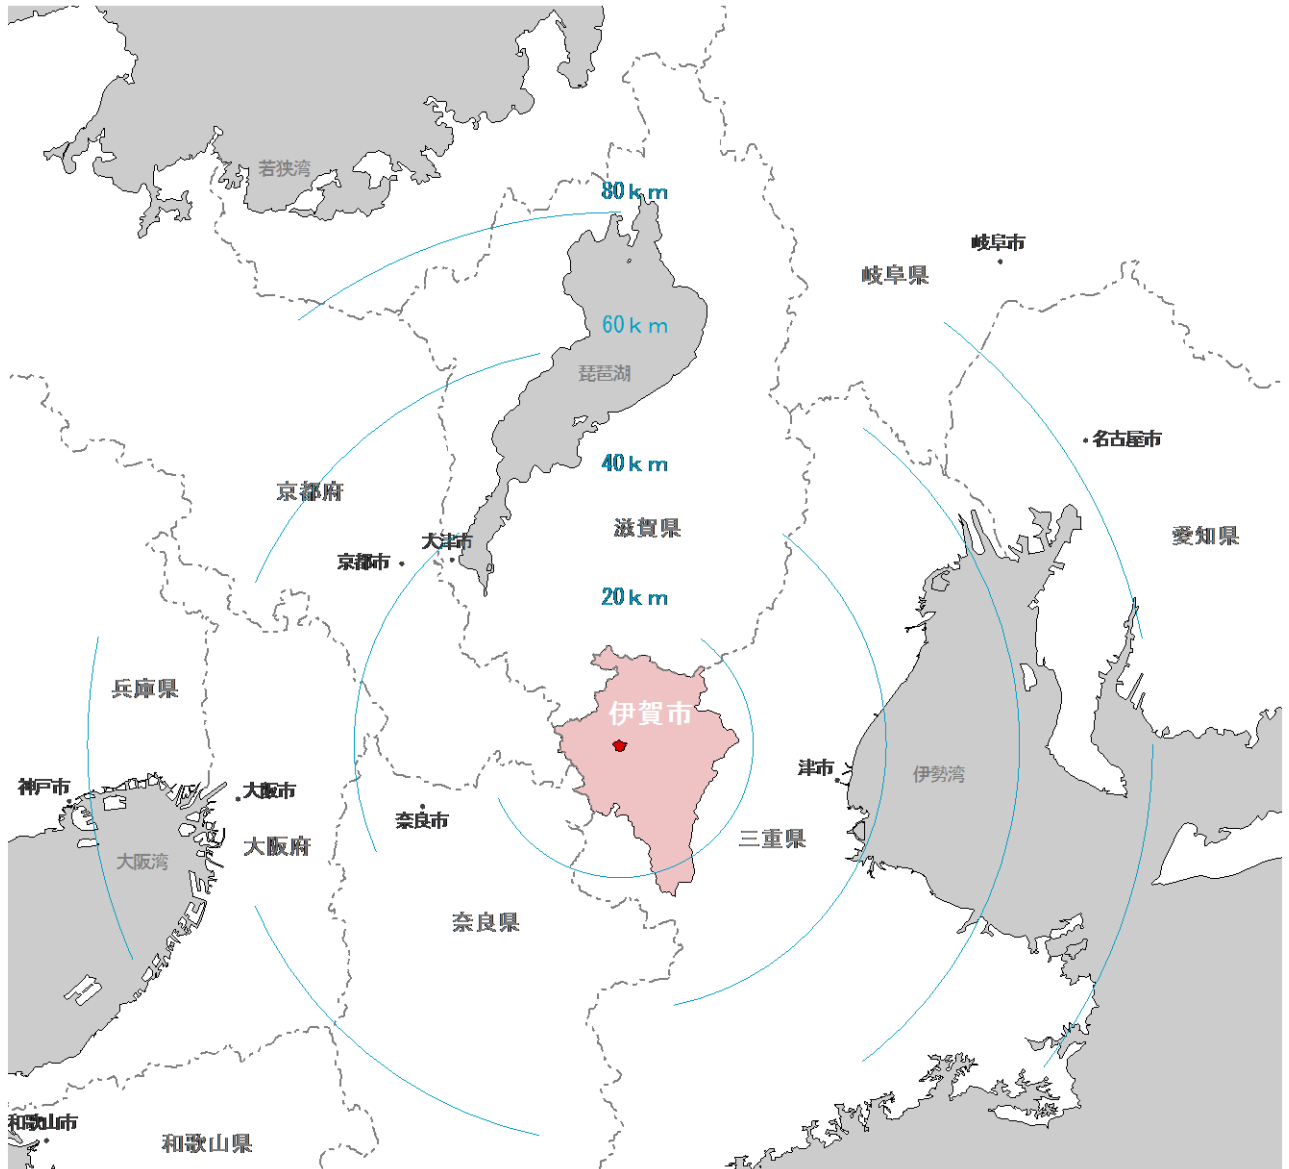 若狭湾
80ｋｍ
岐阜市
岐阜県
60ｋｍ
琵琶湖
名古屋市
40ｋｍ
京都府
滋賀県
愛知県
大津市
京都市
20ｋｍ
兵庫県
伊賀市
津市
伊勢湾
神戸市
大阪市
奈良市
三重県
大阪府
大阪湾
奈良県
和歌山市
和歌山県